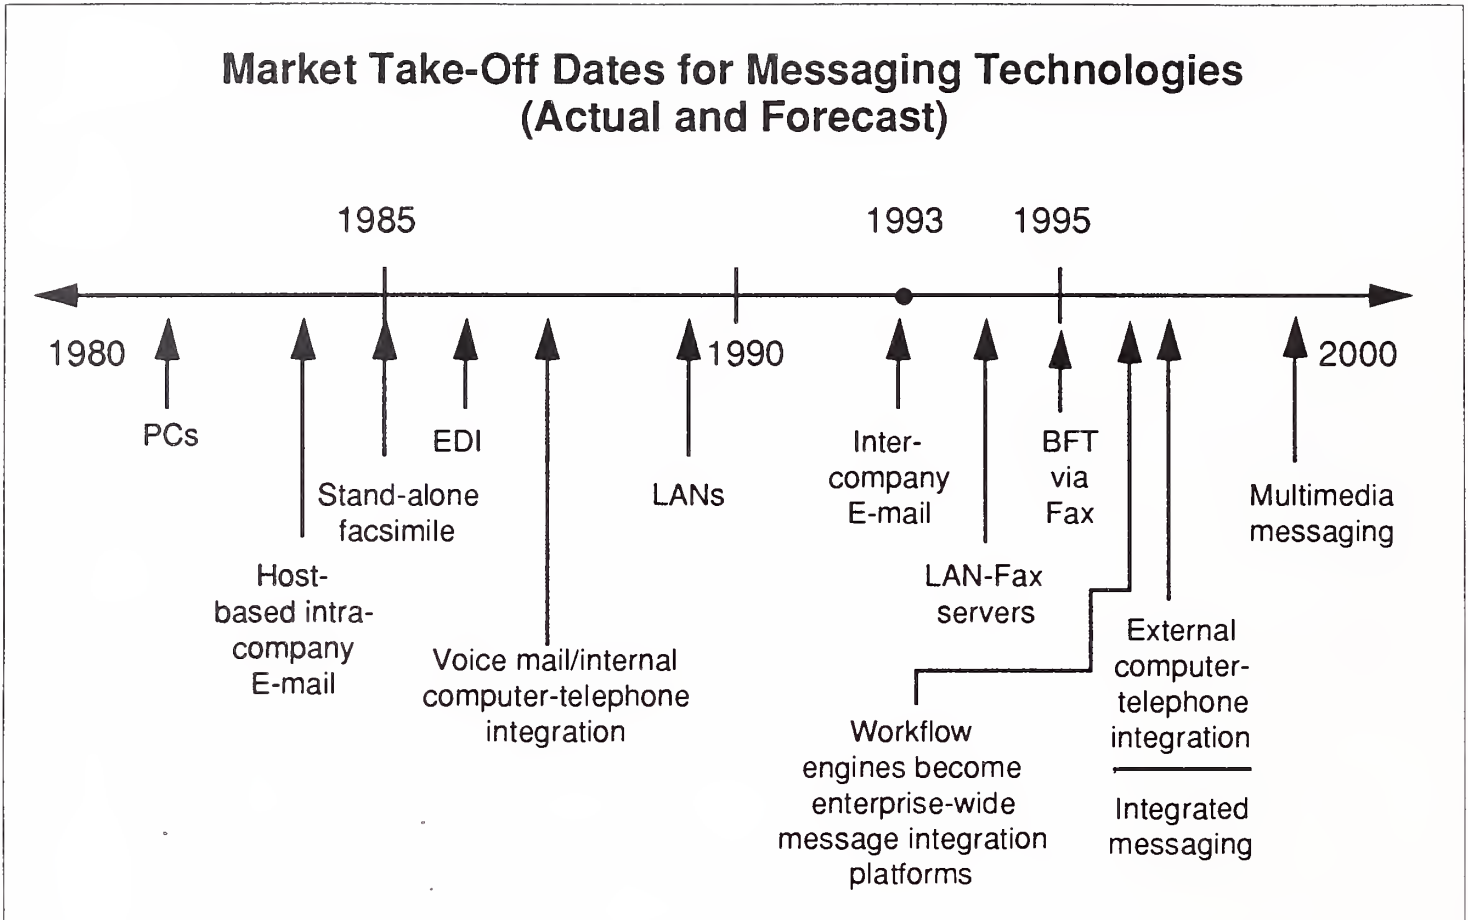 Market Take-Off Dates for Messaging Technologies
(Actual and Forecast)
1985
1993
1995
1980
1990
2000
PCs
Host-
based intra-
company
E-mail
Stand-alone
facsimile
EDI
Voice mail/internal
computer-telephone
integration
LANs
Inter-
company
E-mail
LAN-Fax
servers
BFT
via
Fax
Workflow
engines become
enterprise-wide
message integration
platforms
External
computer-
telephone
integration
Integrated
messaging
Multimedia
messaging